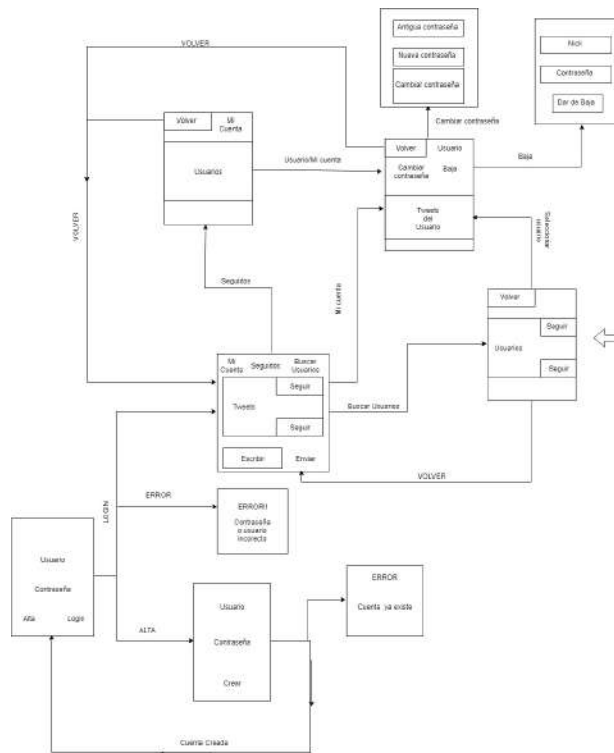 Antigua contraseña
Nueva contraseña
Cambiar contraseña
Nick
Contraseña
Dar de Baja
VOLVER
Volver
Mi
Cuenta
Usuarios
Cambiar contraseña
Volver
Usuario
Cambiar
contraseña
Baja
Tweets
del
Usuario
Usuario/Mi cuenta
Baja
VOLVER
Seleccionar
usuario
Seguidos
Mi cuenta
Volver
Usuarios
Seguir
Seguir
Mi
Cuenta
Seguidos
Buscar
Usuarios
Seguir
Tweets
Seguir
Escribir
Enviar
Buscar Usuarios
VOLVER
LOGIN
ERROR
ERROR!!
Contraseña
o usuario
incorrecto
Usuario
Contraseña
Alta
Login
ALTA
Usuario
Contraseña
Crear
ERROR
Cuenta ya existe
Cuenta Creada